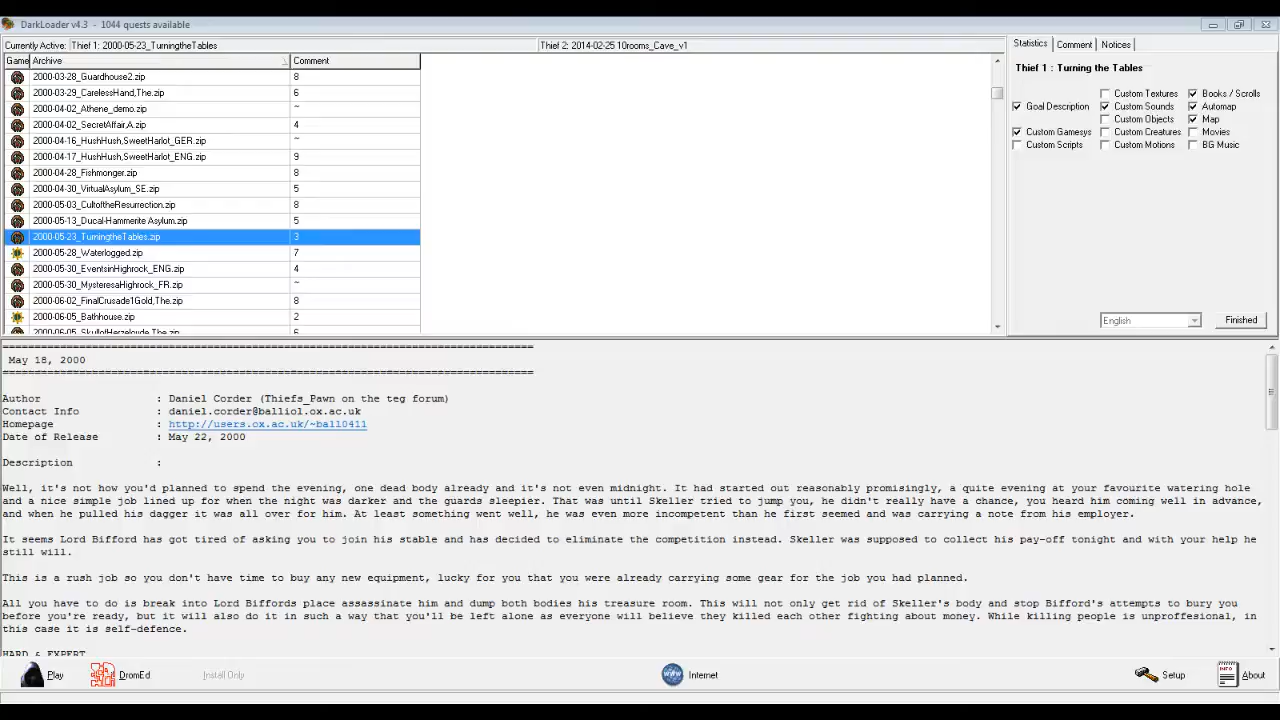 DarkLoader v4.3 - 1044 quests available
Currently Active: Thief 1: 2000-05-23_TurningtheTables
Thief 2: 2014-02-25 10rooms_Cave_v1
Game Archive Comment
2000-03-28_Guardhouse2.zip 8
2000-03-29_CarelessHand,The.zip 6
2000-04-02_Athene_demo.zip ~
2000-04-02_SecretAffair,A.zip 4
2000-04-16_HushHush,SweetHarlot_GER.zip ~
2000-04-17_HushHush,SweetHarlot_ENG.zip 9
2000-04-28_Fishmonger.zip 8
2000-04-30_VirtualAsylum_SE.zip 5
2000-05-03_CultoftheResurrection.zip 8
2000-05-13_Ducal-Hammerite Asylum.zip 5
2000-05-23_TurningtheTables.zip 3
2000-05-28_Waterlogged.zip 7
2000-05-30_EventsinHighrock_ENG.zip 4
2000-05-30_MysteresaHighrock_FR.zip ~
2000-06-02_FinalCrusade1Gold,The.zip 8
2000-06-05_Bathhouse.zip 2
2000-06-05_SkullofHerzeloyde,The.zip 6
Statistics Comment Notices
Thief 1 : Turning the Tables
Custom Textures Books / Scrolls
Goal Description Custom Sounds Automap
Custom Objects Map
Custom Gamesys Custom Creatures Movies
Custom Scripts Custom Motions BG Music
English Finished
================================================================================
May 18, 2000
================================================================================
Author : Daniel Corder (Thiefs_Pawn on the teg forum)
Contact Info : daniel.corder@balliol.ox.ac.uk
Homepage : http://users.ox.ac.uk/~ball0411
Date of Release : May 22, 2000
Description :
Well, it's not how you'd planned to spend the evening, one dead body already and it's not even midnight. It had started out reasonably promisingly, a quite evening at your favourite watering hole
and a nice simple job lined up for when the night was darker and the guards sleepier. That was until Skeller tried to jump you, he didn't really have a chance, you heard him coming well in advance,
and when he pulled his dagger it was all over for him. At least something went well, he was even more incompetent than he first seemed and was carrying a note from his employer.
It seems Lord Bifford has got tired of asking you to join his stable and has decided to eliminate the competition instead. Skeller was supposed to collect his pay-off tonight and with your help he
still will.
This is a rush job so you don't have time to buy any new equipment, lucky for you that you were already carrying some gear for the job you had planned.
All you have to do is break into Lord Biffords place assassinate him and dump both bodies his treasure room. This will not only get rid of Skeller's body and stop Bifford's attempts to bury you
before you're ready, but it will also do it in such a way that you'll be left alone as everyone will believe they killed each other fighting about money. While killing people is unproffesional, in
this case it is self-defence.
HARD & EXPERT
Play DromEd Install Only Internet Setup About